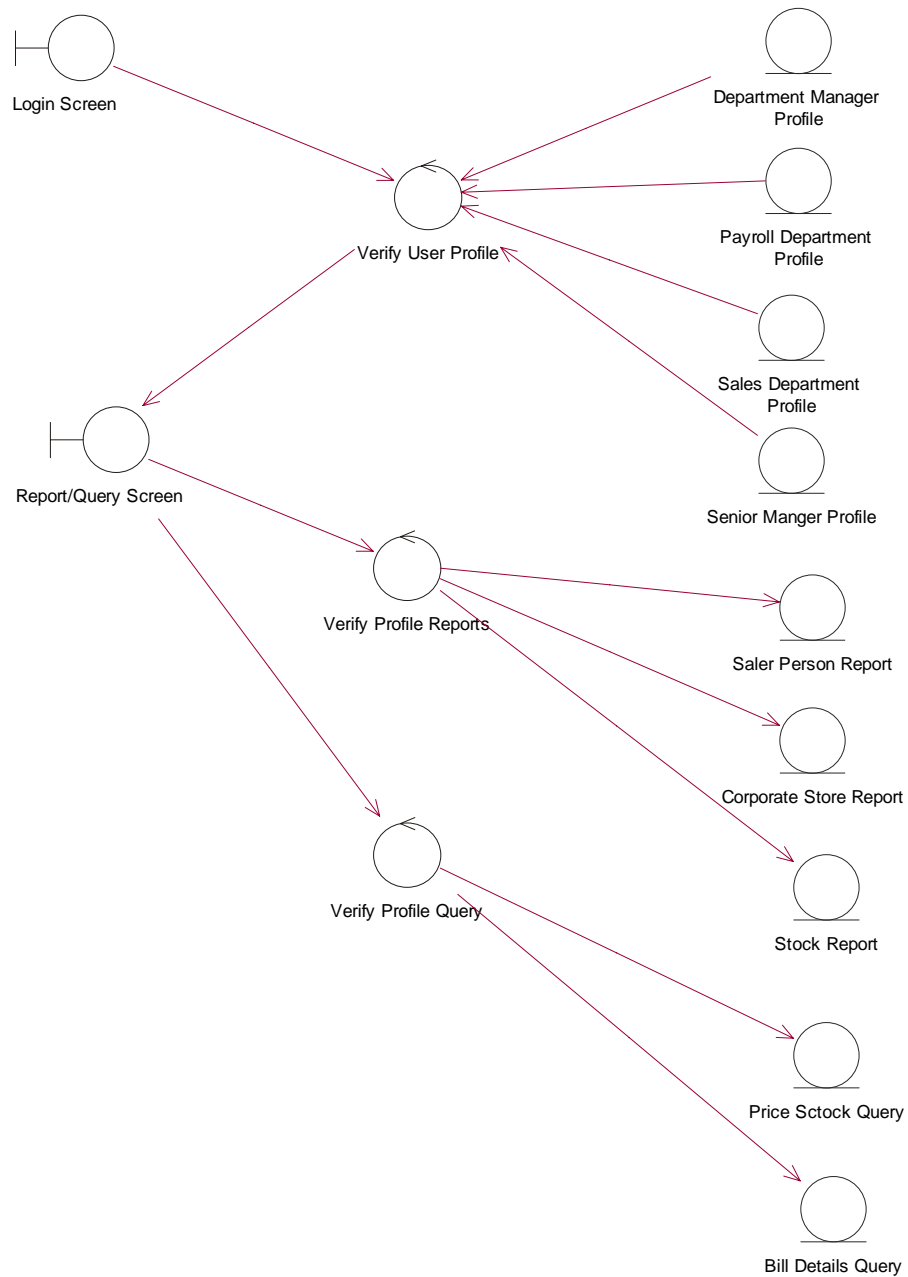 Login Screen
Department Manager
Profile
Verify User Profile
Payroll Department
Profile
Sales Department
Profile
Report/Query Screen
Senior Manger Profile
Verify Profile Reports
Saler Person Report
Corporate Store Report
Verify Profile Query
Stock Report
Price Sctock Query
Bill Details Query